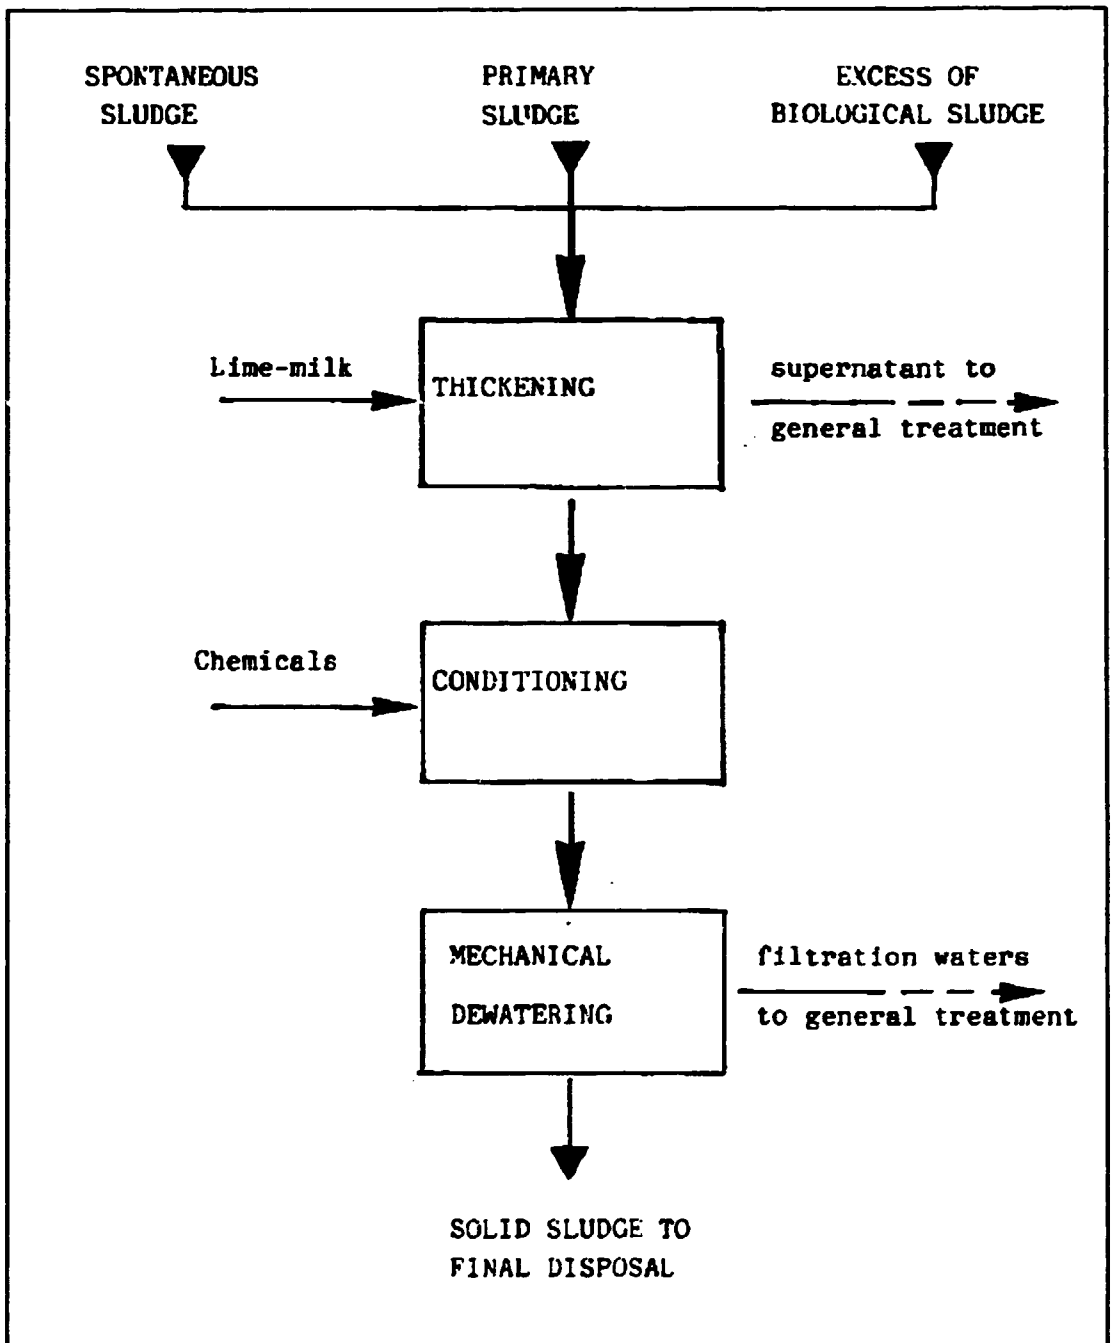 SPONTANEOUS
SLUDGE
PRIMARY
SLUDGE
EXCESS OF
BIOLOGICAL SLUDGE
Lime-milk
THICKENING
supernatant to
general treatment
Chemicals
CONDITIONING
MECHANICAL
DEWATERING
filtration waters
to general treatment
SOLID SLUDGE TO
FINAL DISPOSAL